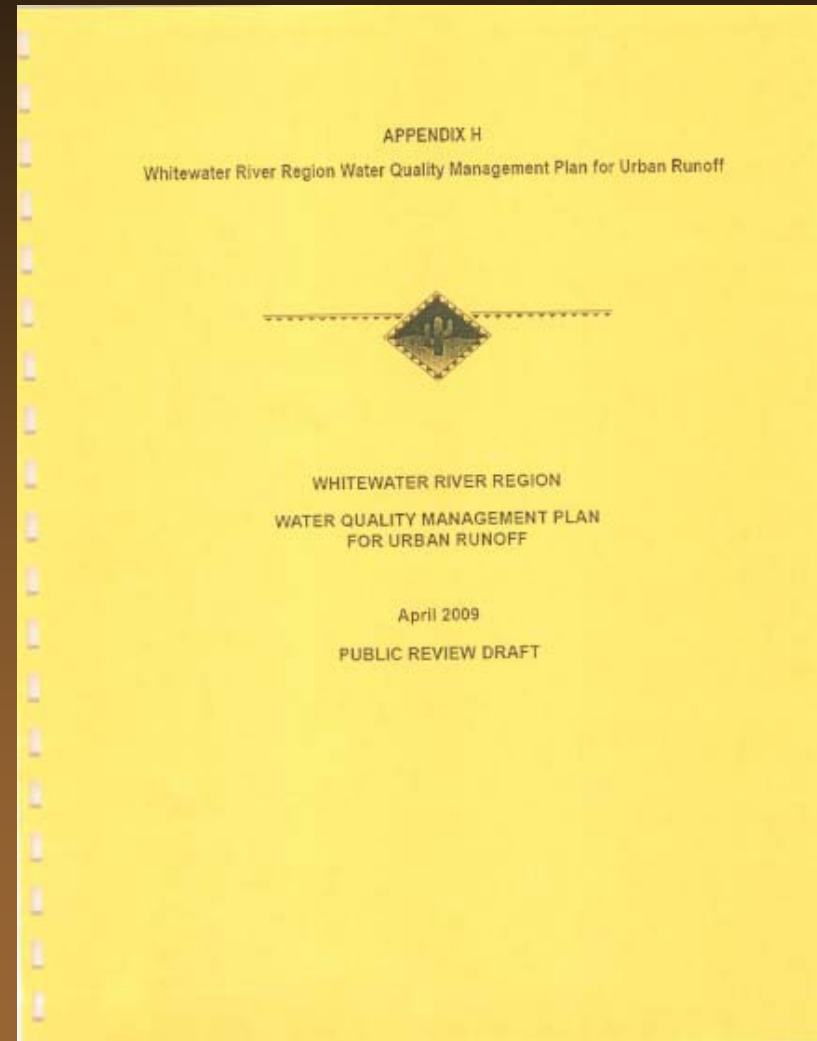 APPENDIX H
Whitewater River Region Water Quality Management Plan for Urban Runoff
WHITEWATER RIVER REGION
WATER QUALITY MANAGEMENT PLAN
FOR URBAN RUNOFF
April 2009
PUBLIC REVIEW DRAFT